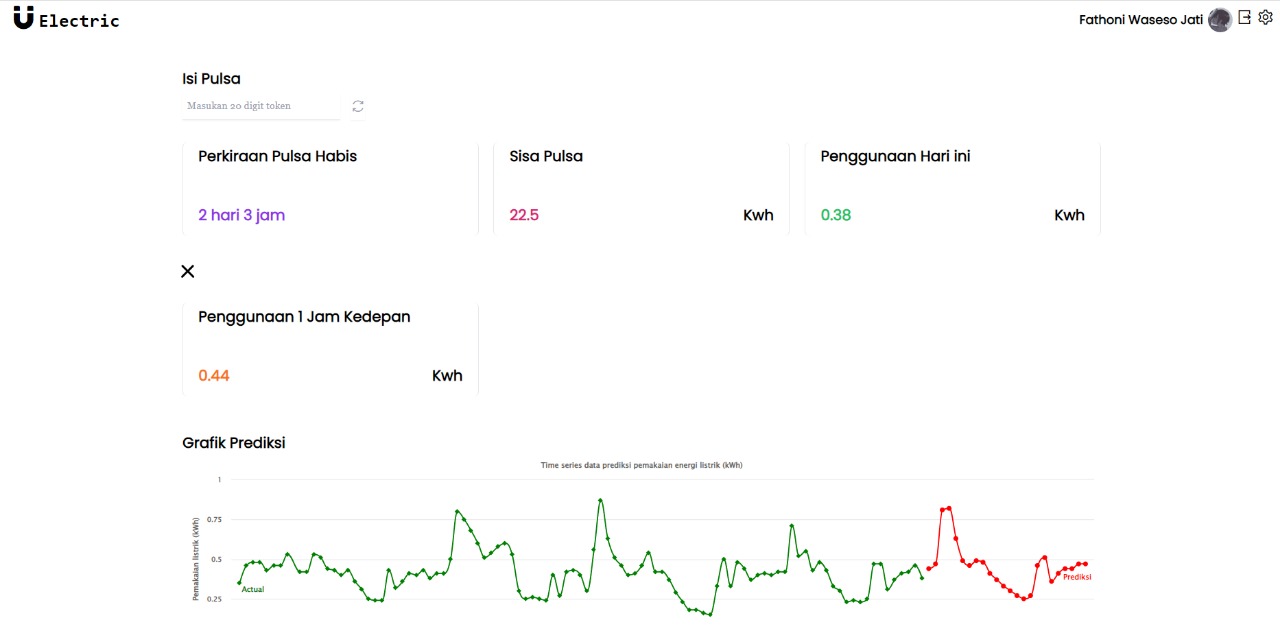 Electric
Fathoni Waseso Jati
Isi Pulsa
Masukan 20 digit token
Perkiraan Pulsa Habis
2 hari 3 jam
Sisa Pulsa
22.5 Kwh
Penggunaan Hari ini
0.38 Kwh
Penggunaan 1 Jam Kedepan
0.44 Kwh
Grafik Prediksi
Time series data prediksi pemakaian energi listrik (kWh)
Pemakaian listrik (kWh)
1
0.75
0.5
0.25
Actual
Prediksi